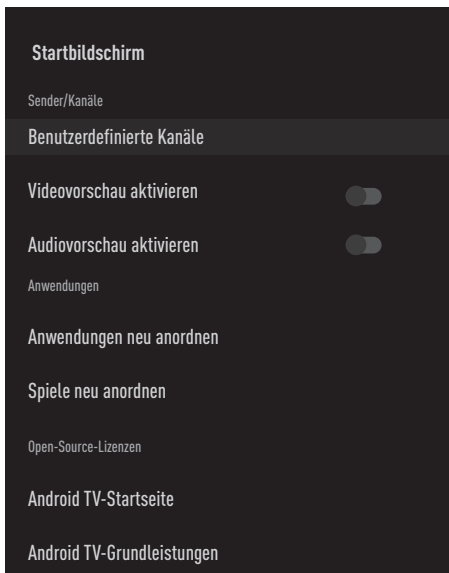 Startbildschirm
Sender/Kanäle
Benutzerdefinierte Kanäle
Videovorschau aktivieren
Audiovorschau aktivieren
Anwendungen
Anwendungen neu anordnen
Spiele neu anordnen
Open-Source-Lizenzen
Android TV-Startseite
Android TV-Grundleistungen